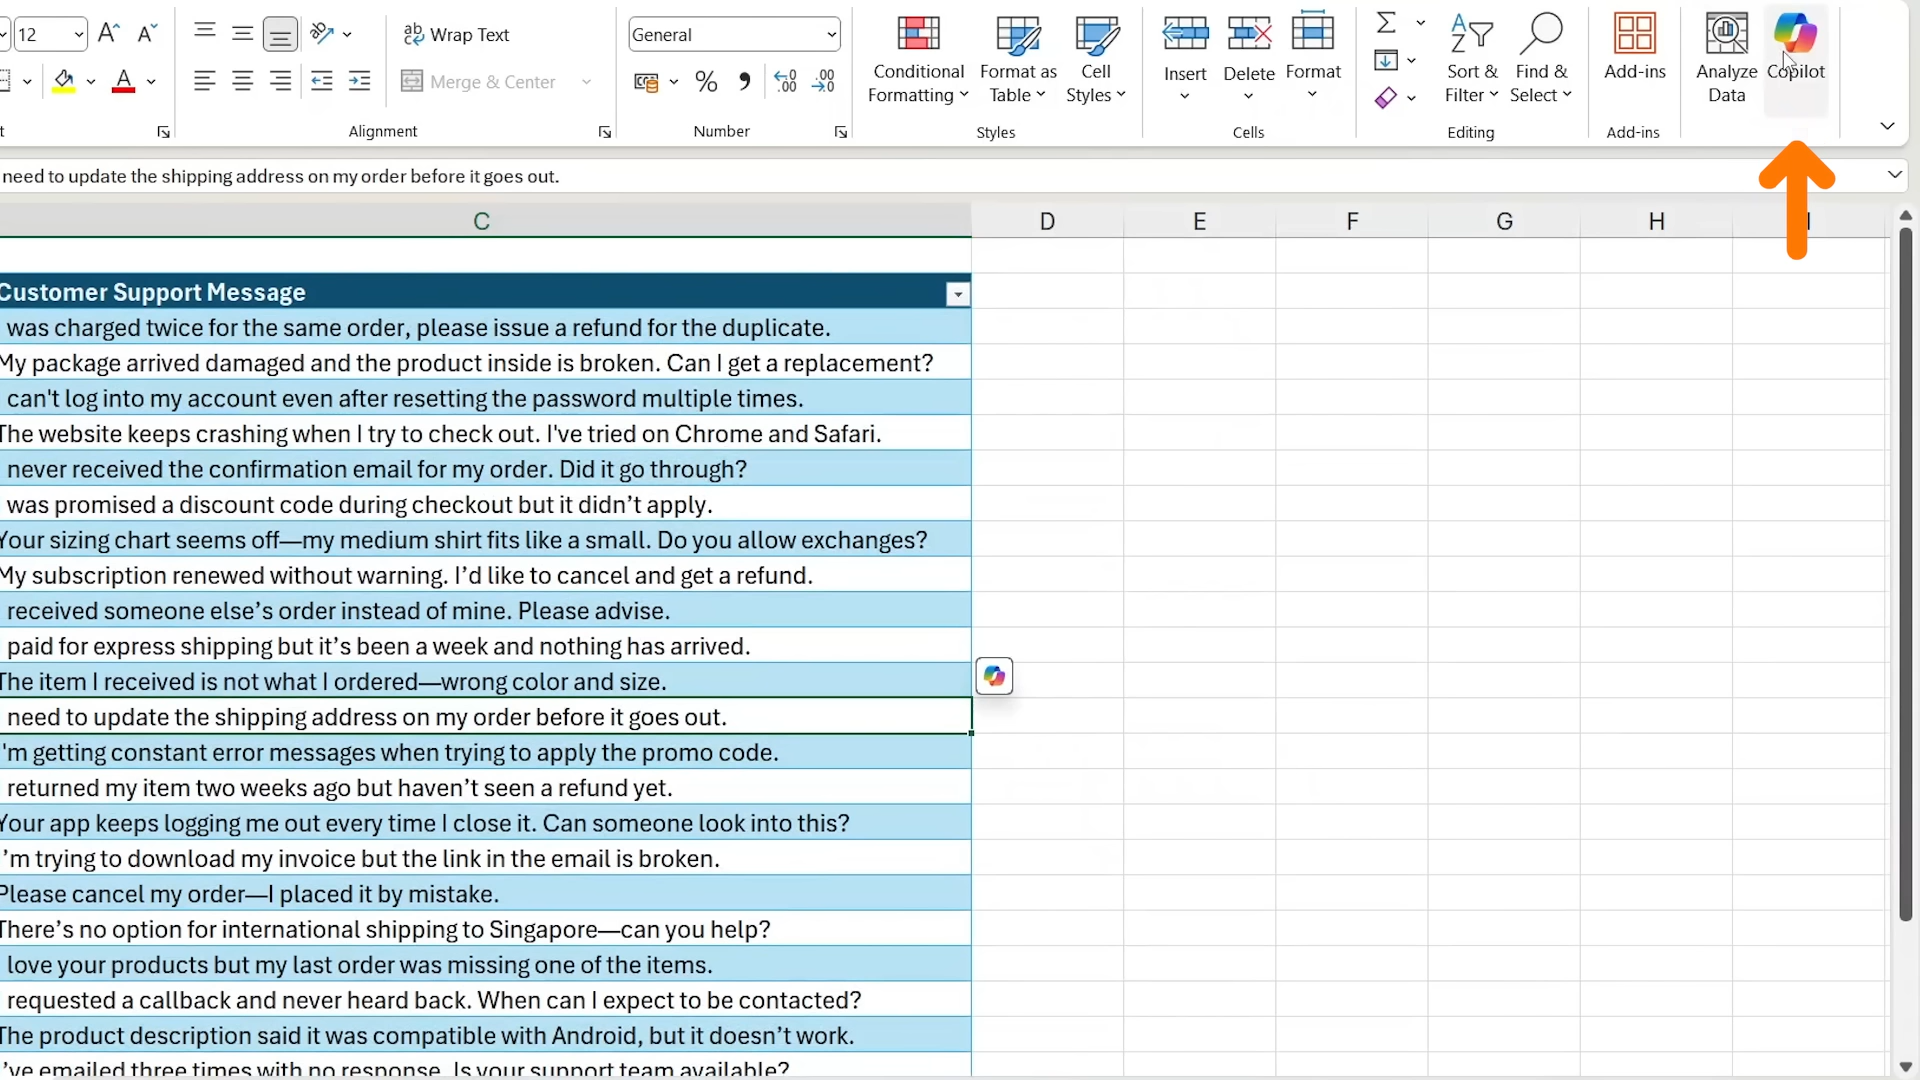 12
Wrap Text
General
Merge & Center
Conditional
Formatting
Format as
Table
Cell
Styles
Insert
Delete
Format
Sort &
Filter
Find &
Select
Add-ins
Analyze
Data
Copilot
Alignment
Number
Styles
Cells
Editing
Add-ins
need to update the shipping address on my order before it goes out.
C D E F G H
Customer Support Message
was charged twice for the same order, please issue a refund for the duplicate.
My package arrived damaged and the product inside is broken. Can I get a replacement?
can't log into my account even after resetting the password multiple times.
The website keeps crashing when I try to check out. I've tried on Chrome and Safari.
never received the confirmation email for my order. Did it go through?
was promised a discount code during checkout but it didn’t apply.
Your sizing chart seems off—my medium shirt fits like a small. Do you allow exchanges?
My subscription renewed without warning. I’d like to cancel and get a refund.
received someone else’s order instead of mine. Please advise.
paid for express shipping but it’s been a week and nothing has arrived.
The item I received is not what I ordered—wrong color and size.
need to update the shipping address on my order before it goes out.
'm getting constant error messages when trying to apply the promo code.
returned my item two weeks ago but haven’t seen a refund yet.
Your app keeps logging me out every time I close it. Can someone look into this?
’m trying to download my invoice but the link in the email is broken.
Please cancel my order—I placed it by mistake.
There’s no option for international shipping to Singapore—can you help?
love your products but my last order was missing one of the items.
requested a callback and never heard back. When can I expect to be contacted?
The product description said it was compatible with Android, but it doesn’t work.
’ve emailed three times with no response. Is your support team available?